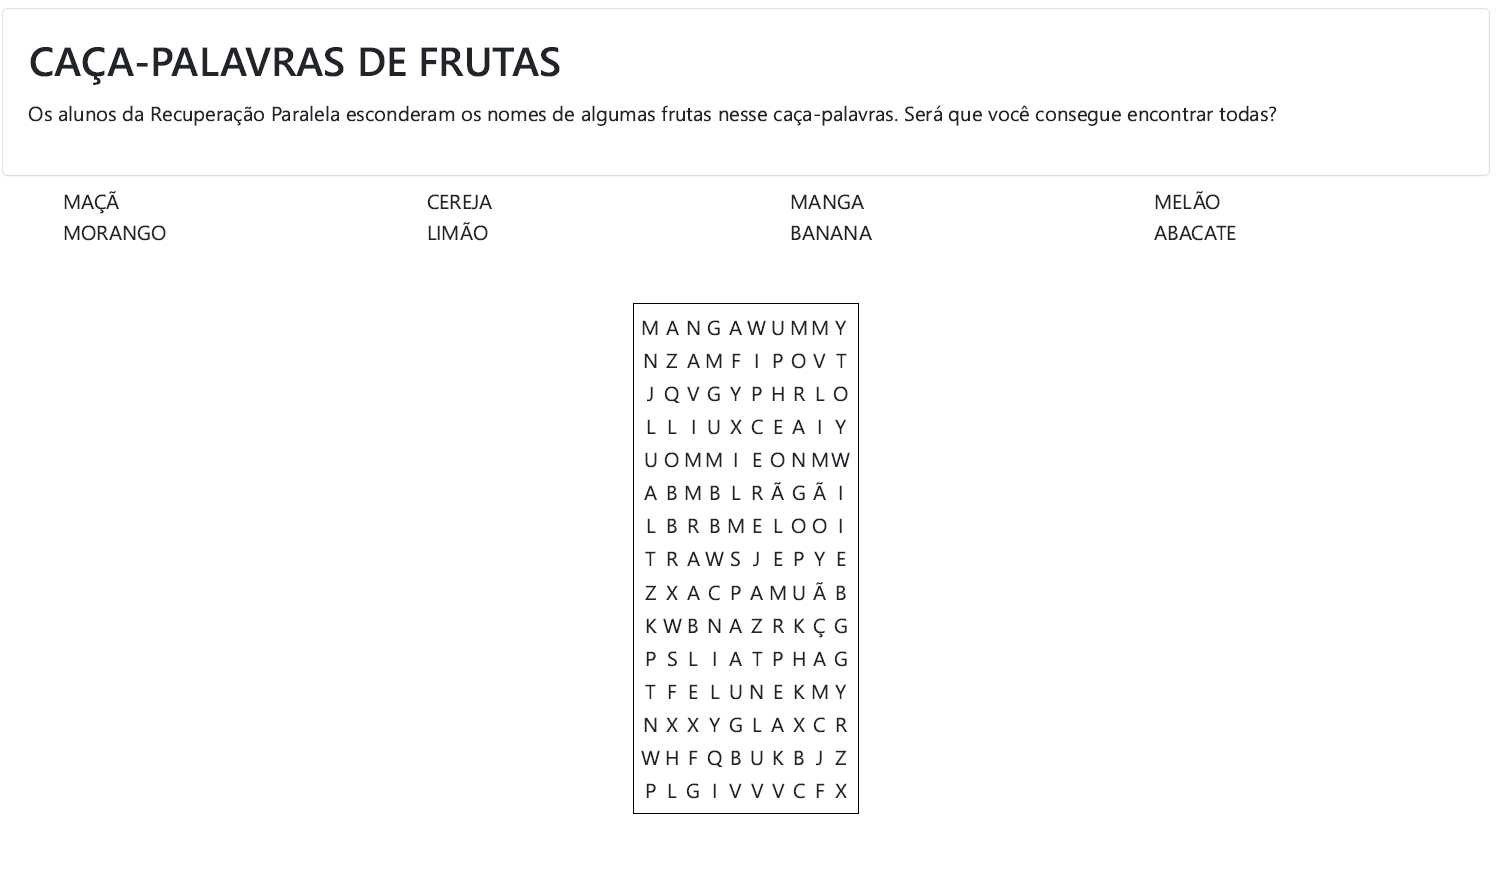 CAÇA-PALAVRAS DE FRUTAS
Os alunos da Recuperação Paralela esconderam os nomes de algumas frutas nesse caça-palavras. Será que você consegue encontrar todas?
MAÇÃ CEREJA MANGA MELÃO
MORANGO LIMÃO BANANA ABACATE
M A N G A W U M M Y
N Z A M F I P O V T
J Q V G Y P H R L O
L L I U X C E A I Y
U O M M I E O N M W
A B M B L R Ã G Ã I
L B R B M E L O O I
T R A W S J E P Y E
Z X A C P A M U Ã B
K W B N A Z R K Ç G
P S L I A T P H A G
T F E L U N E K M Y
N X X Y G L A X C R
W H F Q B U K B J Z
P L G I V V V C F X